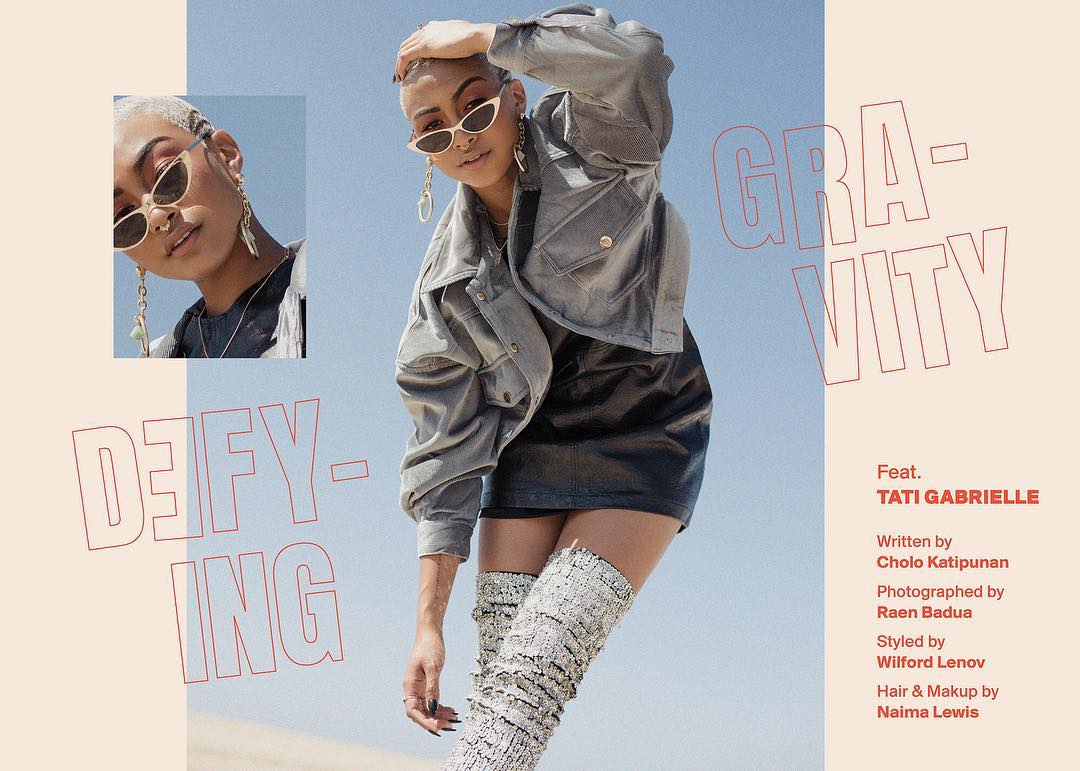 DEFY-
ING
GRA-
VITY
Feat.
TATI GABRIELLE
Written by
Cholo Katipunan
Photographed by
Raen Badua
Styled by
Wilford Lenov
Hair & Makup by
Naima Lewis